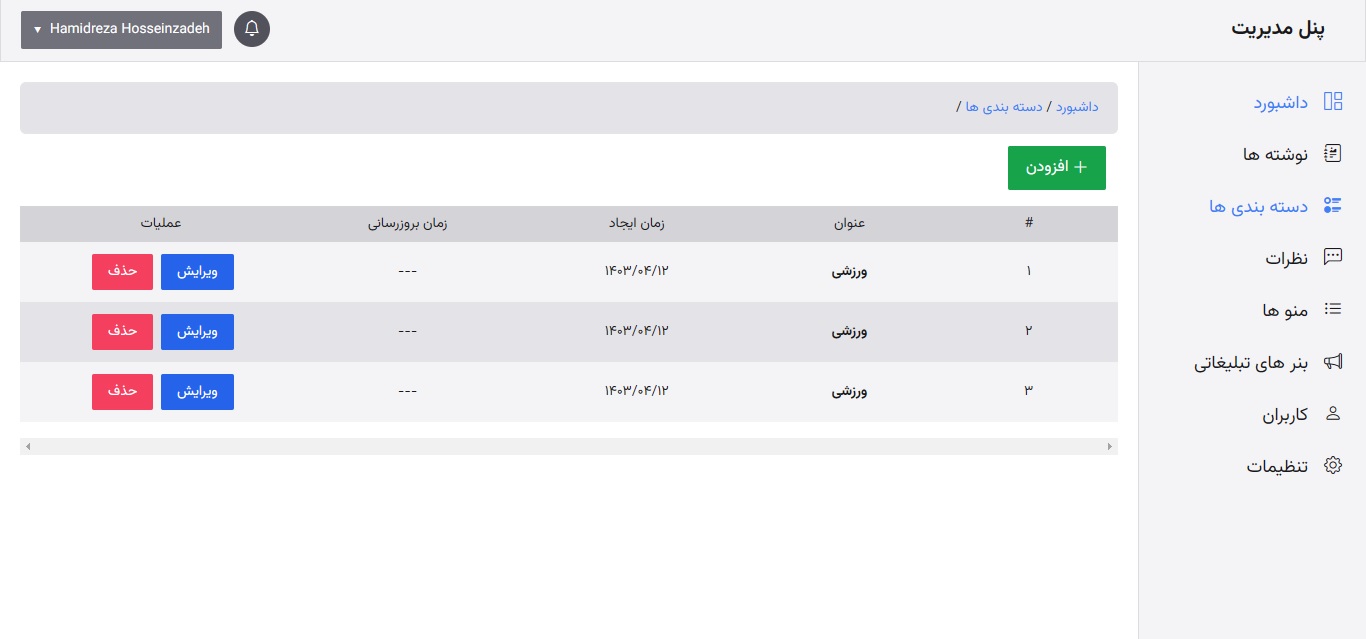 پنل مدیریت
Hamidreza Hosseinzadeh
داشبورد
نوشته ها
دسته بندی ها
نظرات
منو ها
بنر های تبلیغاتی
کاربران
تنظیمات
داشبورد / دسته بندی ها /
+ افزودن
# عنوان زمان ایجاد زمان بروزرسانی عملیات
۱ ورزشی ۱۴۰۳/۰۴/۱۲ --- ویرایش حذف
۲ ورزشی ۱۴۰۳/۰۴/۱۲ --- ویرایش حذف
۳ ورزشی ۱۴۰۳/۰۴/۱۲ --- ویرایش حذف